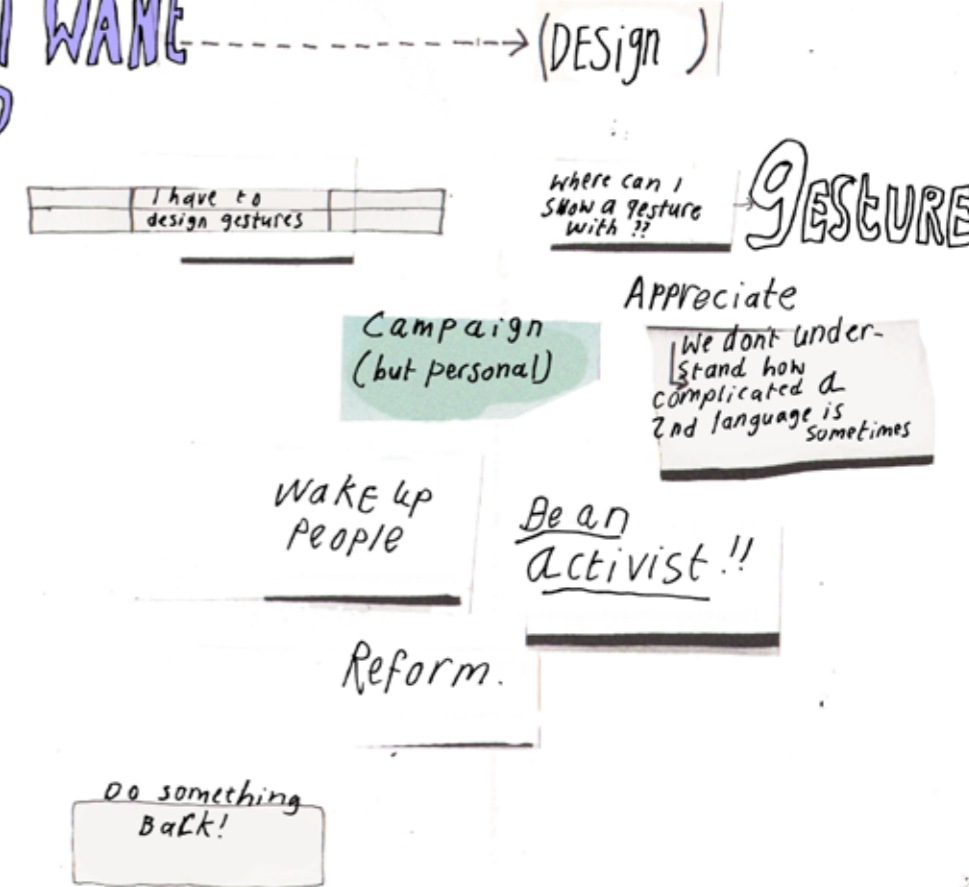 I WANt
(DESign )
I have to
design gestures
where can I
show a gesture
with ??
gESTURE
Appreciate
We don't under-
stand how
complicated a
2nd language is
sometimes
Campaign
(but personal)
Wake up
people
Be an
activist!!
Reform.
Do something
Back!